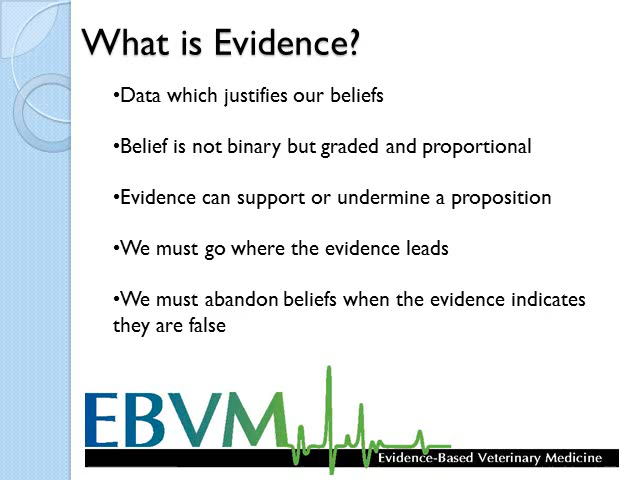 What is Evidence?
•Data which justifies our beliefs
•Belief is not binary but graded and proportional
•Evidence can support or undermine a proposition
•We must go where the evidence leads
•We must abandon beliefs when the evidence indicates
they are false
EBVM
Evidence-Based Veterinary Medicine